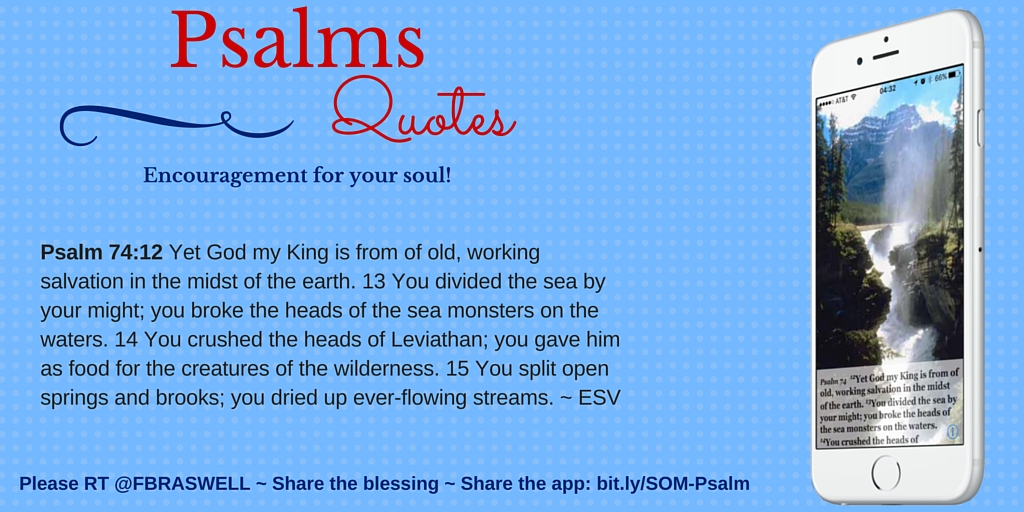 Psalms
Quotes
Encouragement for your soul!
Psalm 74:12 Yet God my King is from of old, working
salvation in the midst of the earth. 13 You divided the sea by
your might; you broke the heads of the sea monsters on the
waters. 14 You crushed the heads of Leviathan; you gave him
as food for the creatures of the wilderness. 15 You split open
springs and brooks; you dried up ever-flowing streams. ~ ESV
Please RT @FBRASWELL ~ Share the blessing ~ Share the app: bit.ly/SOM-Psalm
AT&T 04:32 66%
Psalm 74 12Yet God my King is from of
old, working salvation in the midst
of the earth. 13You divided the sea by
your might; you broke the heads of
the sea monsters on the waters.
14You crushed the heads of